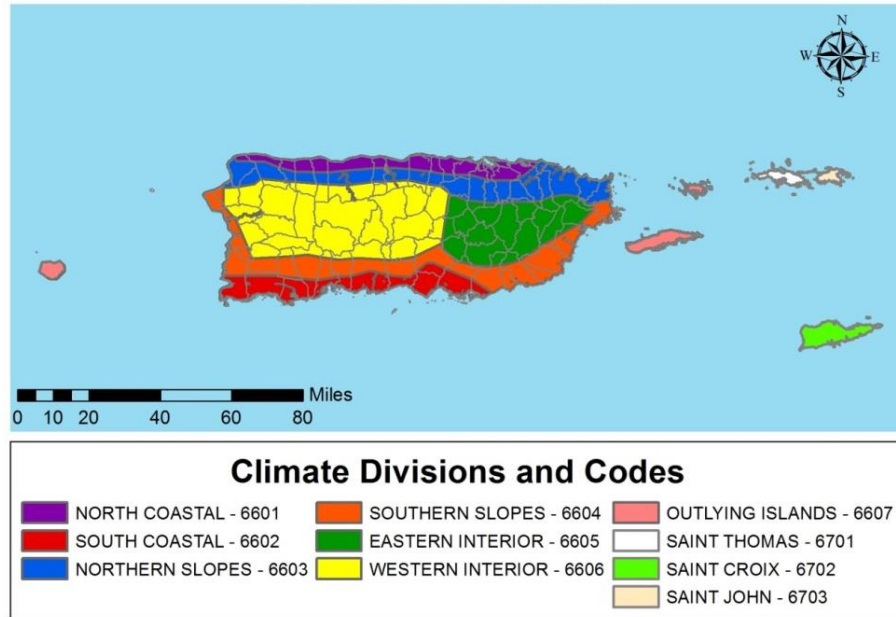 N
W E
S
Miles
0 10 20 40 60 80
Climate Divisions and Codes
NORTH COASTAL - 6601
SOUTH COASTAL - 6602
NORTHERN SLOPES - 6603
SOUTHERN SLOPES - 6604
EASTERN INTERIOR - 6605
WESTERN INTERIOR - 6606
OUTLYING ISLANDS - 6607
SAINT THOMAS - 6701
SAINT CROIX - 6702
SAINT JOHN - 6703